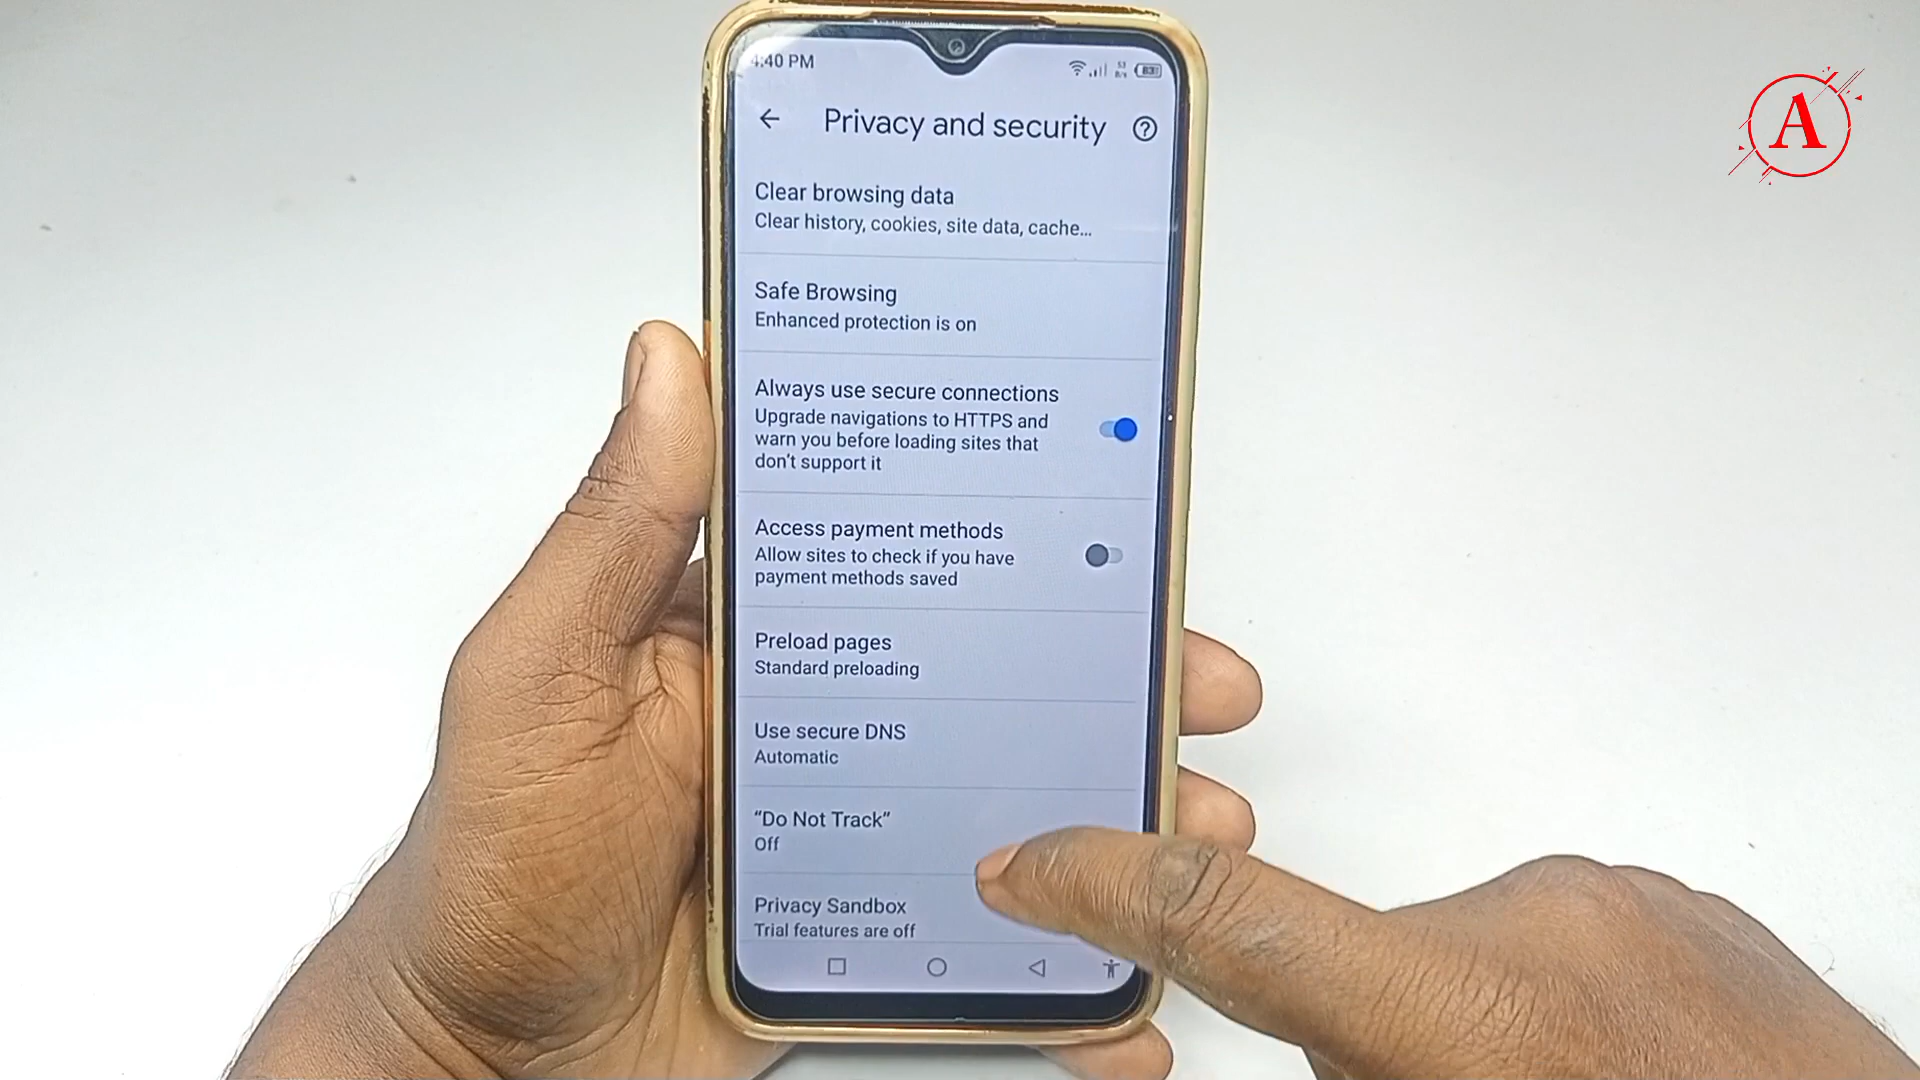 4:40 PM
53
B/s
83
Privacy and security
A
Clear browsing data
Clear history, cookies, site data, cache...
Safe Browsing
Enhanced protection is on
Always use secure connections
Upgrade navigations to HTTPS and
warn you before loading sites that
don't support it
Access payment methods
Allow sites to check if you have
payment methods saved
Preload pages
Standard preloading
Use secure DNS
Automatic
“Do Not Track”
Off
Privacy Sandbox
Trial features are off